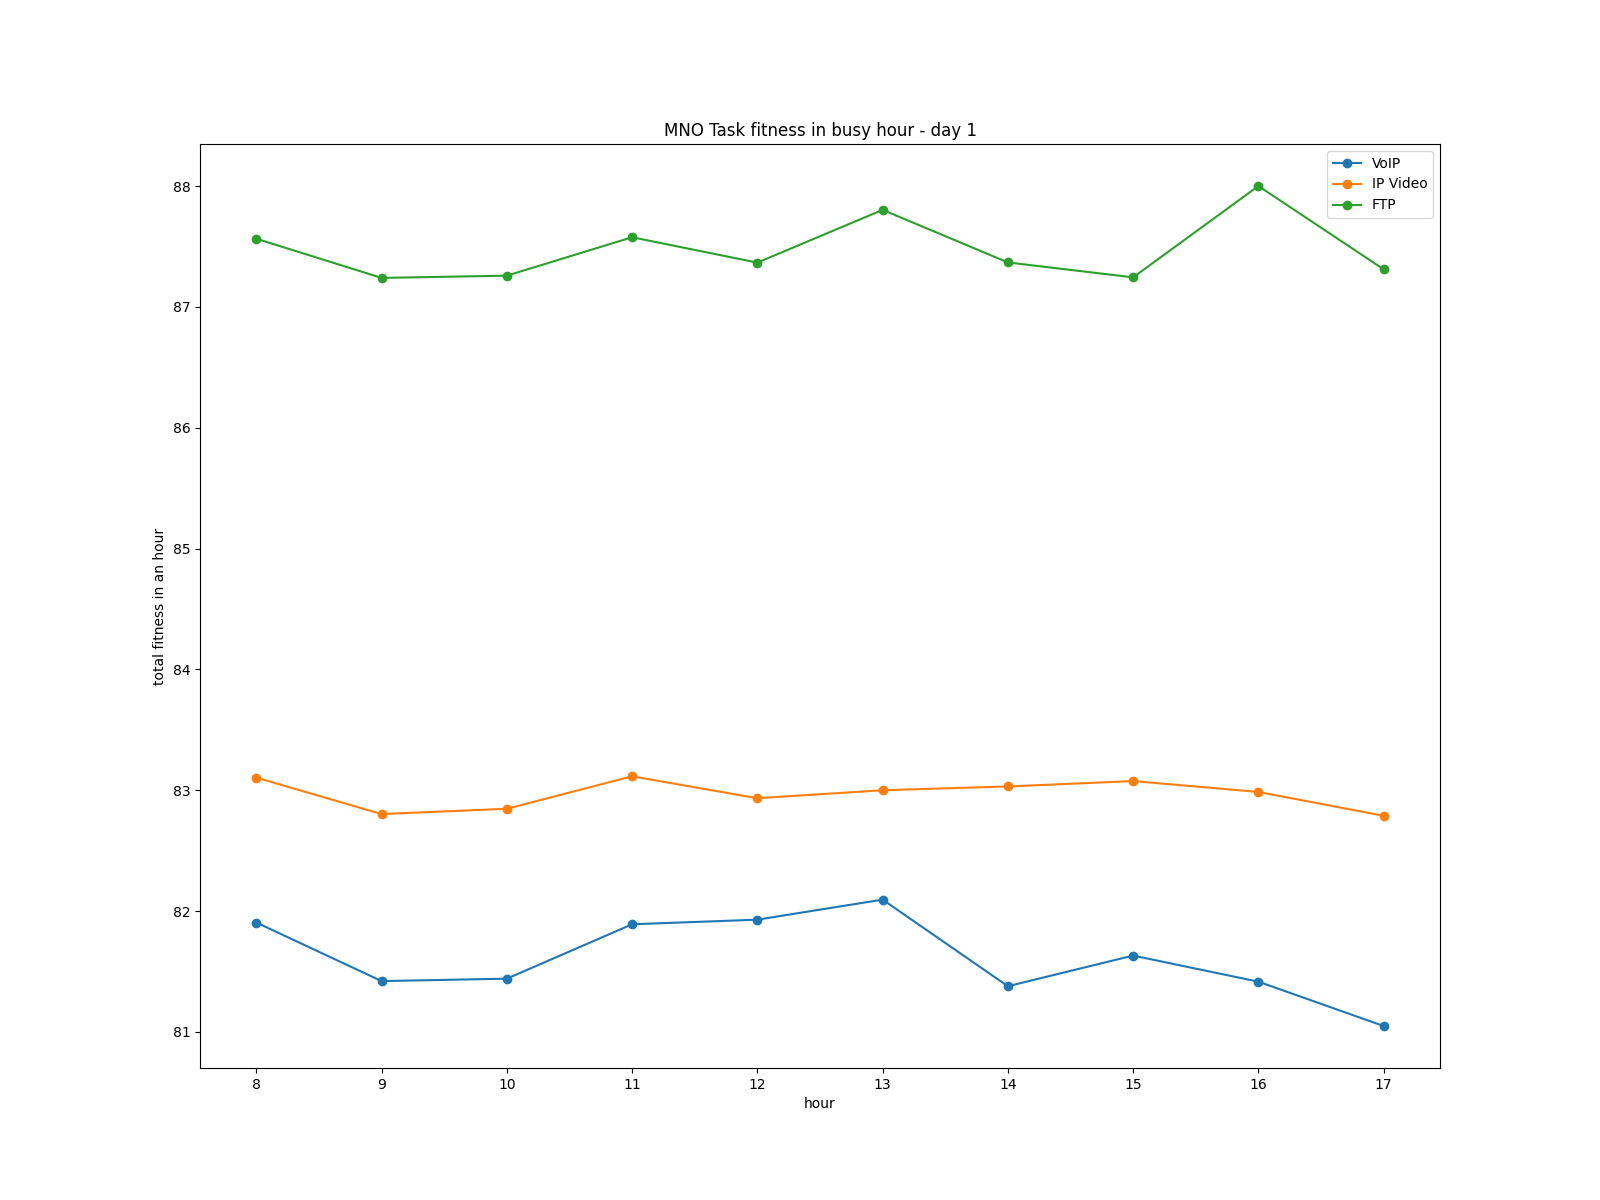 MNO Task fitness in busy hour - day 1
VoIP
IP Video
FTP
88
87
86
85
84
83
82
81
total fitness in an hour
8 9 10 11 12 13 14 15 16 17
hour